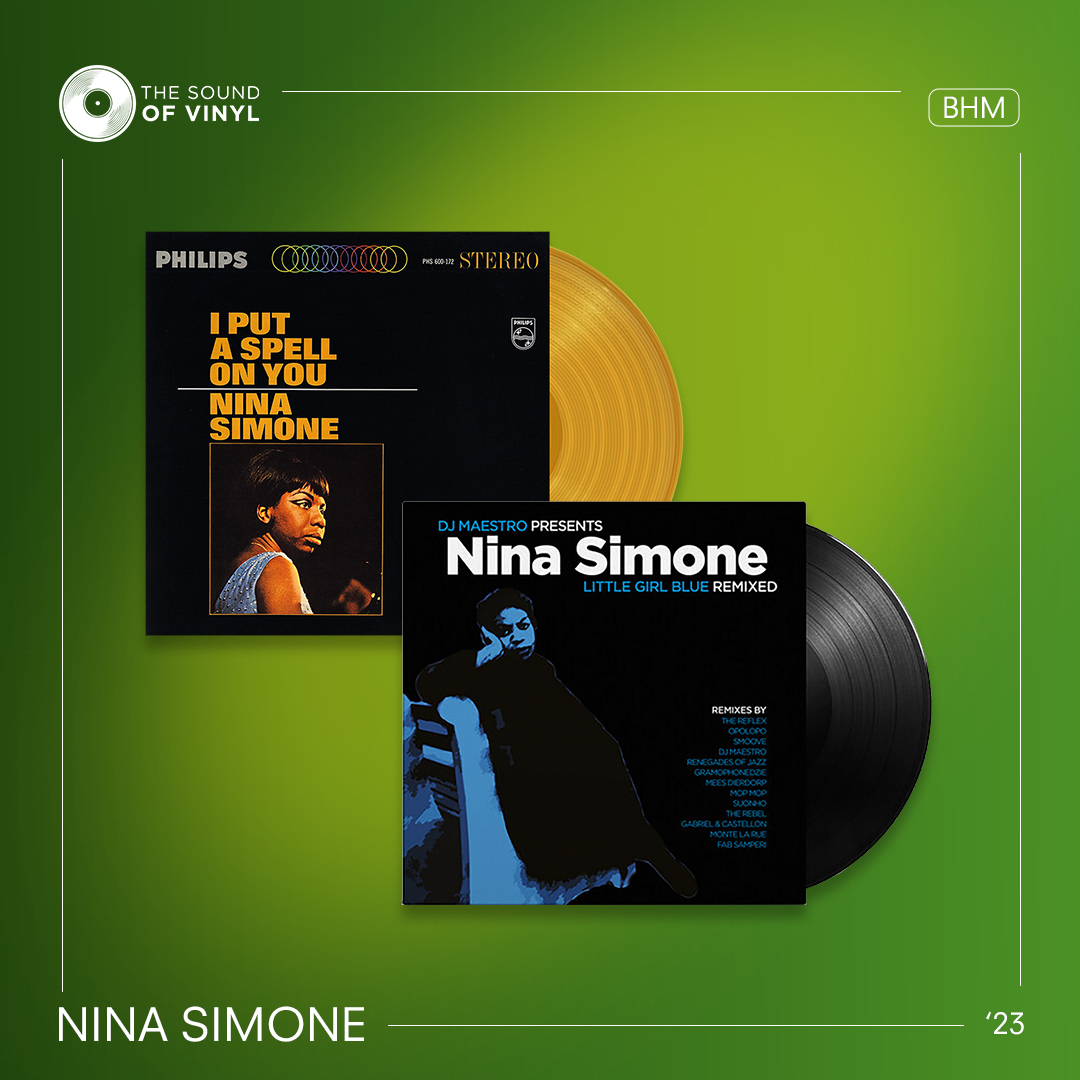 THE SOUND
OF VINYL
BHM
PHILIPS
PHS 600-172 STEREO
PHILIPS
I PUT
A SPELL
ON YOU
NINA
SIMONE
DJ MAESTRO PRESENTS
Nina Simone
LITTLE GIRL BLUE REMIXED
REMIXES BY
THE REFLEX
OPOLOPO
SMOOVE
DJ MAESTRO
RENEGADES OF JAZZ
GRAMOPHONEDZIE
MEES DIERDORP
MOP MOP
SUONHO
THE REBEL
GABRIEL & CASTELLON
MONTE LA RUE
FAB SAMPERI
NINA SIMONE
‘23